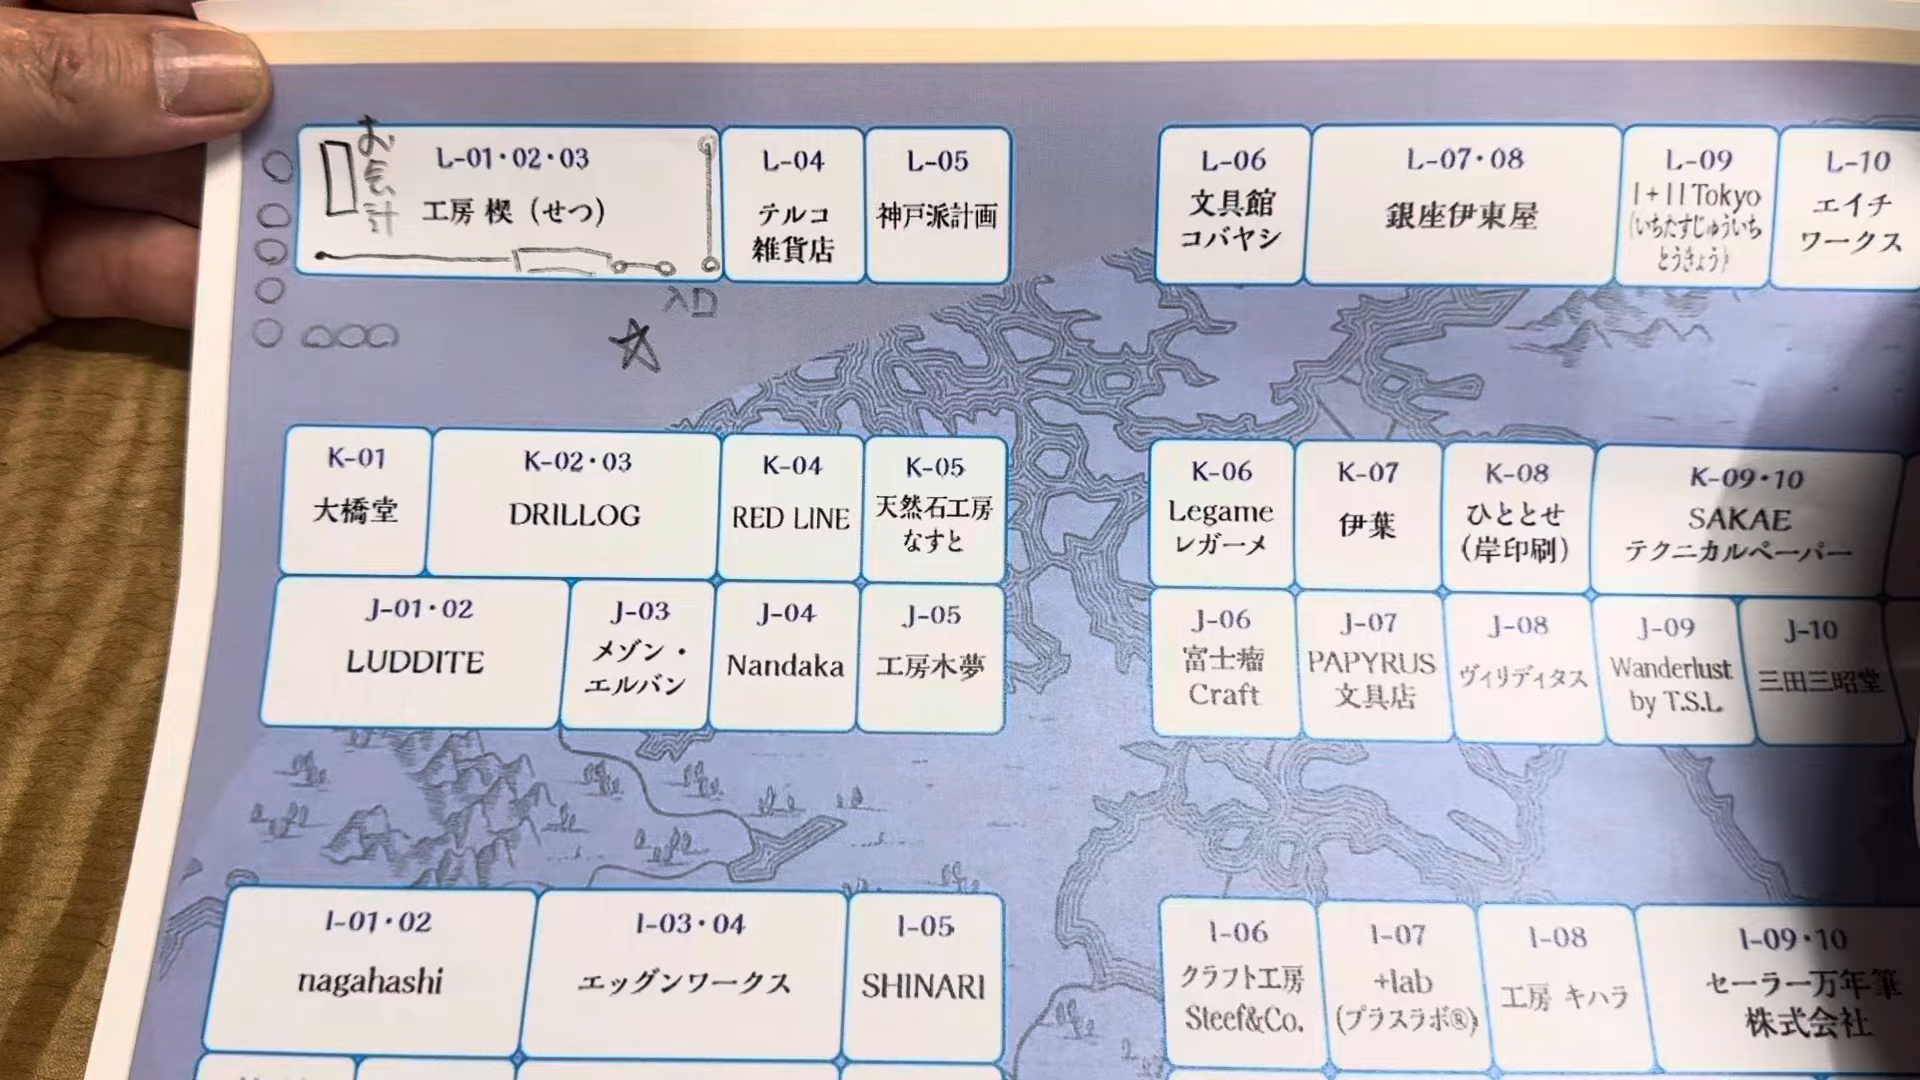 お会計
L-01・02・03
工房 楔（せつ）
入口
L-04
テルコ
雑貨店
L-05
神戸派計画
L-06
文具館
コバヤシ
L-07・08
銀座伊東屋
L-09
1+11 Tokyo
（いちたすじゅういち
とうきょう）
L-10
エイチ
ワークス
K-01
大橋堂
K-02・03
DRILLOG
K-04
RED LINE
K-05
天然石工房
なすと
K-06
Legame
レガーメ
K-07
伊葉
K-08
ひととせ
（岸印刷）
K-09・10
SAKAE
テクニカルペーパー
J-01・02
LUDDITE
J-03
メゾン・
エルバン
J-04
Nandaka
J-05
工房木夢
J-06
富士瘤
Craft
J-07
PAPYRUS
文具店
J-08
ヴィリディタス
J-09
Wanderlust
by T.S.L
J-10
三田三昭堂
I-01・02
nagahashi
I-03・04
エッグンワークス
I-05
SHINARI
I-06
クラフト工房
Steef&Co.
I-07
+lab
（プラスラボ®）
I-08
工房 キハラ
I-09・10
セーラー万年筆
株式会社